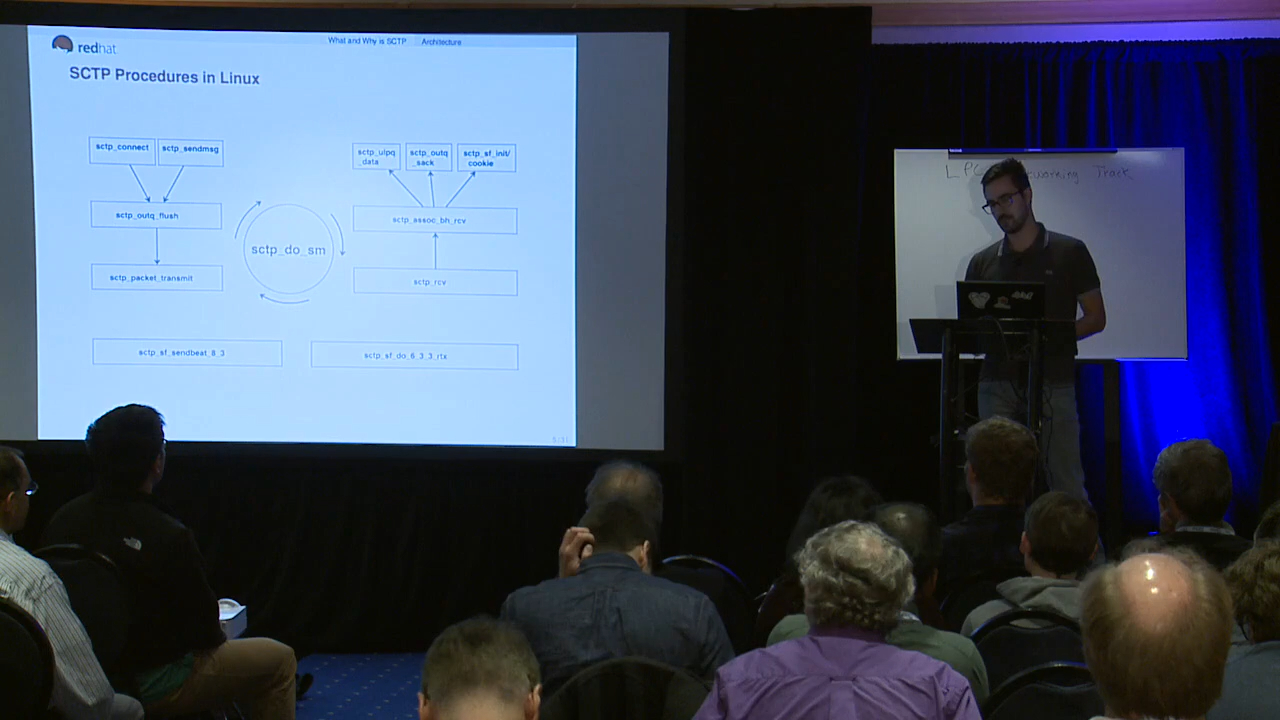 redhat
What and Why is SCTP Architecture
SCTP Procedures in Linux
sctp_connect
sctp_sendmsg
sctp_outq_flush
sctp_packet_transmit
sctp_do_sm
sctp_ulpq
_data
sctp_outq
_sack
sctp_sf_init/
cookie
sctp_assoc_bh_rcv
sctp_rcv
sctp_sf_sendbeat_8_3
sctp_sf_do_6_3_3_rtx
Track